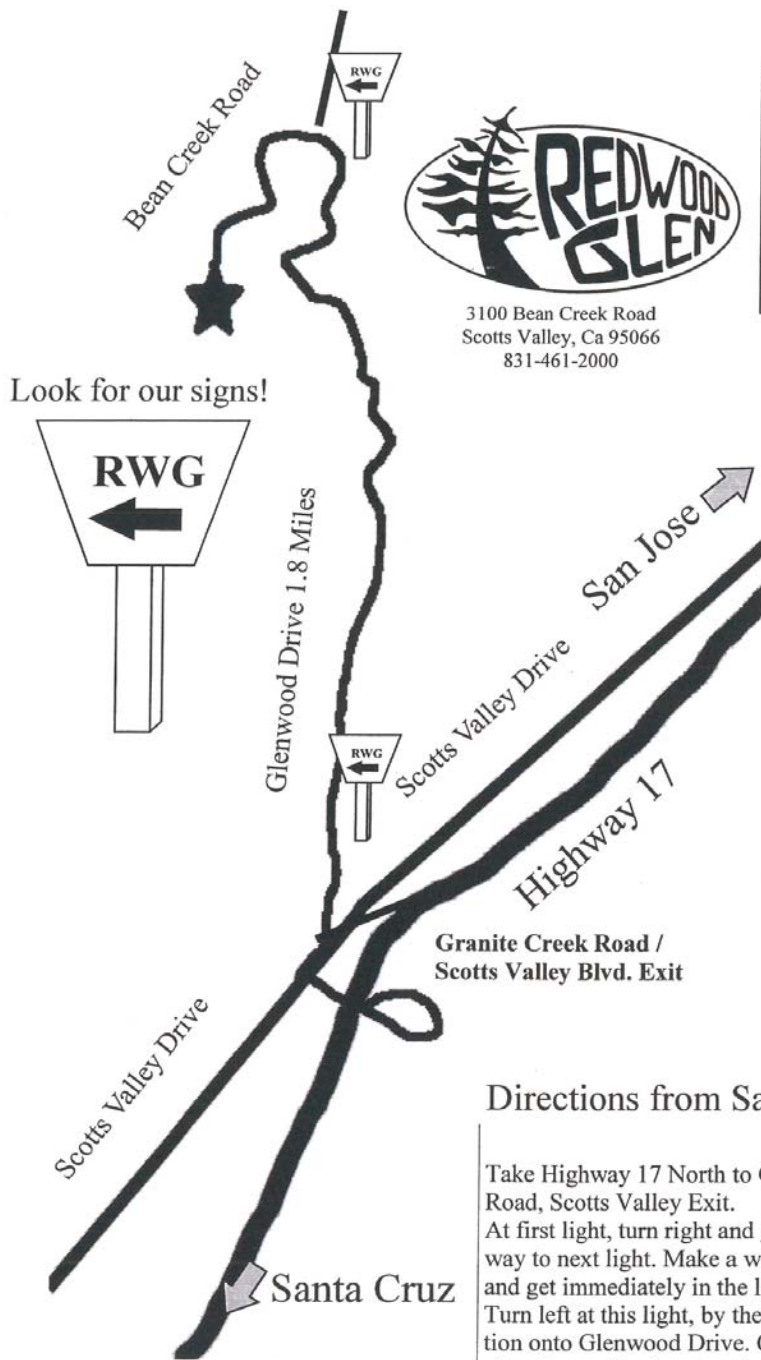 Bean Creek Road
RWG
REDWOOD
GLEN
3100 Bean Creek Road
Scotts Valley, Ca 95066
831-461-2000
Look for our signs!
RWG
Glenwood Drive 1.8 Miles
San Jose
Scotts Valley Drive
RWG
Highway 17
Granite Creek Road /
Scotts Valley Blvd. Exit
Scotts Valley Drive
Santa Cruz
Directions from Sa
Take Highway 17 North to
Road, Scotts Valley Exit.
At first light, turn right and
way to next light. Make a w
and get immediately in the l
Turn left at this light, by the
tion onto Glenwood Drive.